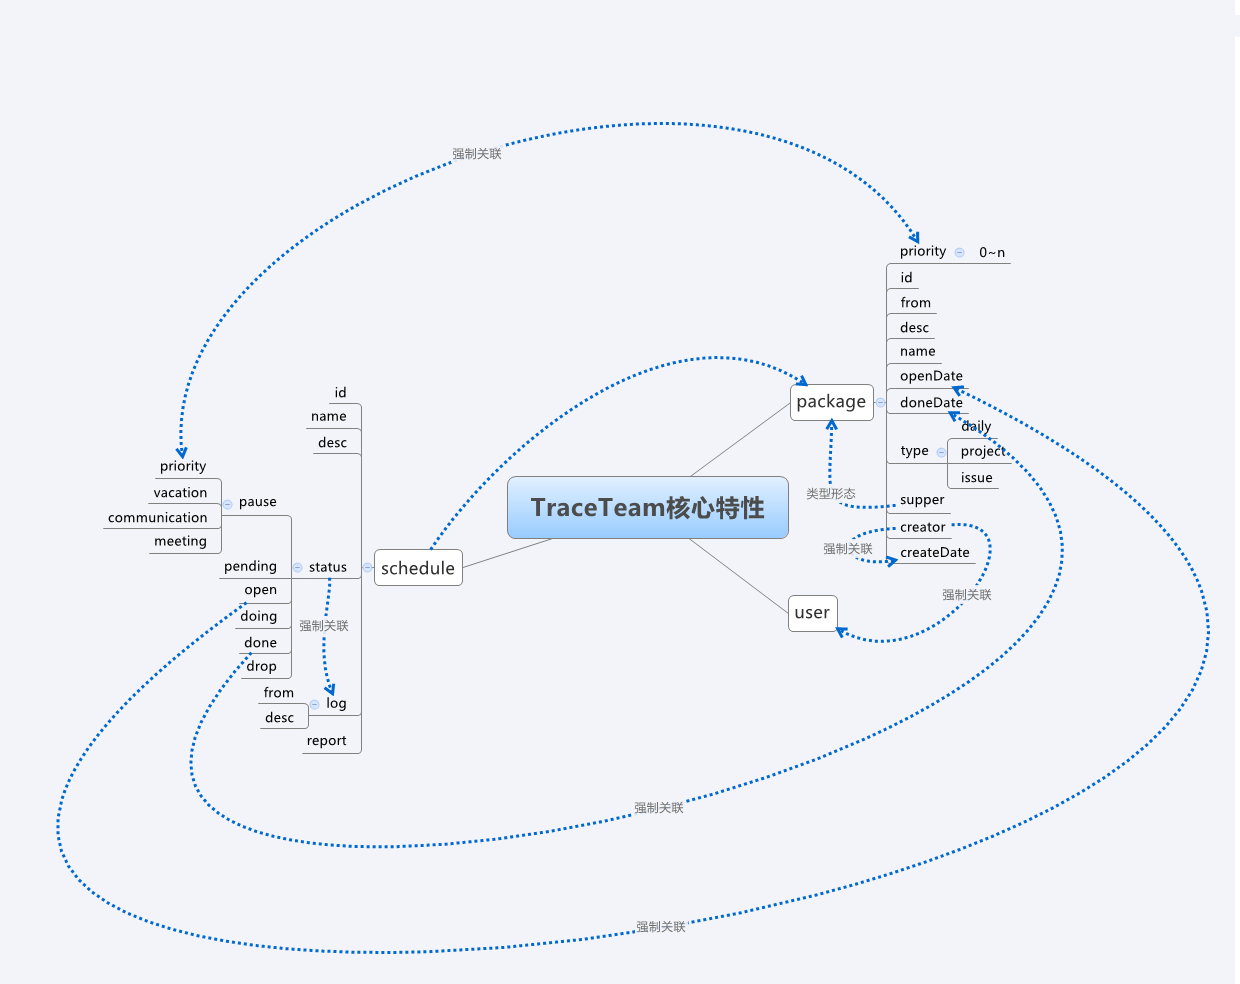 强制关联
priority
0~n
id
from
desc
name
openDate
doneDate
type
daily
project
issue
supper
creator
createDate
package
类型形态
强制关联
强制关联
user
TraceTeam核心特性
schedule
id
name
desc
status
pause
priority
vacation
communication
meeting
pending
open
doing
done
drop
强制关联
log
from
desc
report
强制关联
强制关联